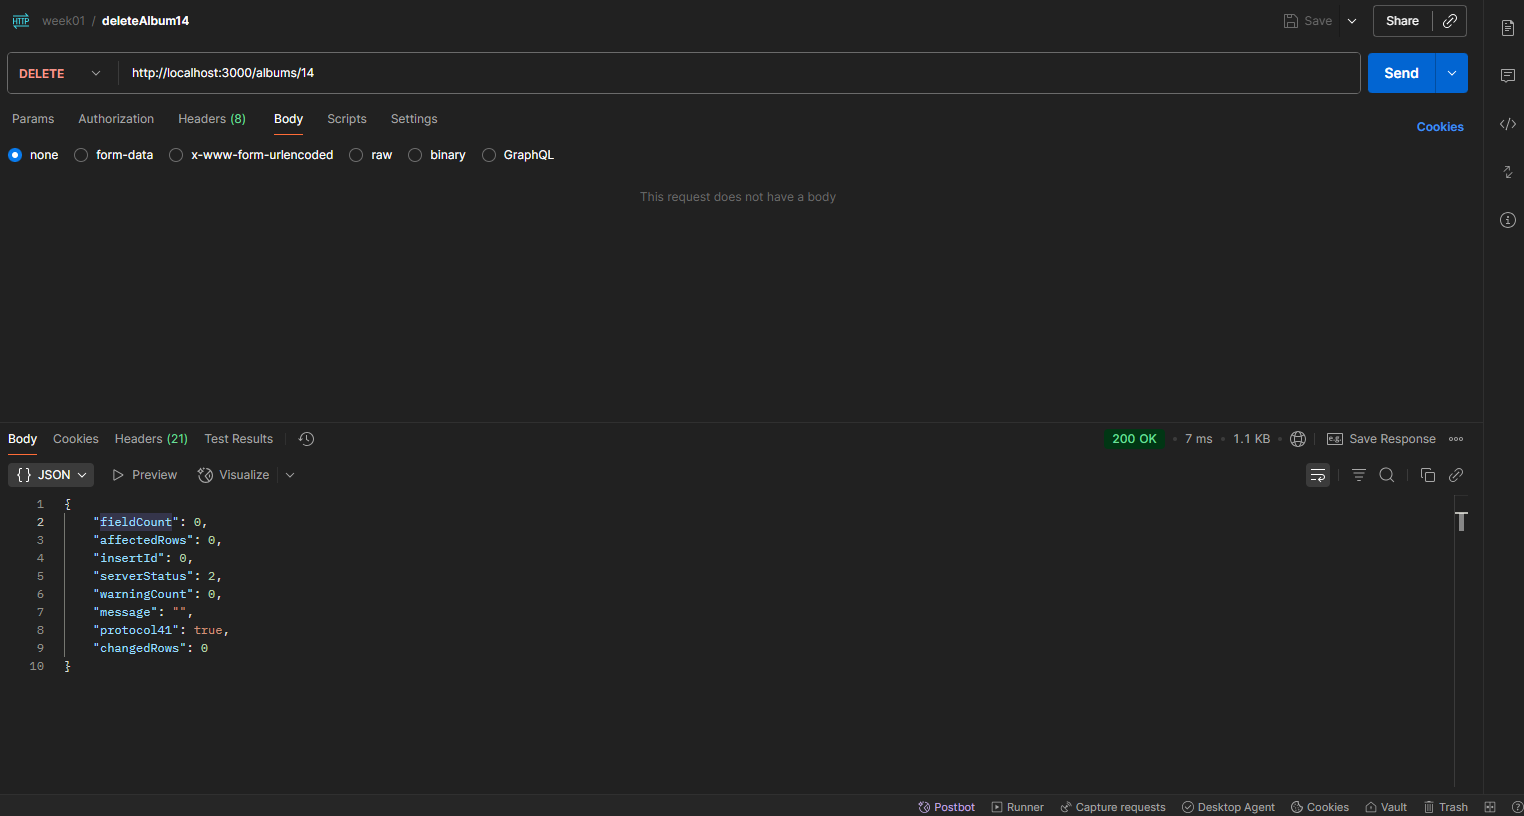 HTTP week01 / deleteAlbum14 Save Share
DELETE http://localhost:3000/albums/14 Send
Params Authorization Headers (8) Body Scripts Settings Cookies
none form-data x-www-form-urlencoded raw binary GraphQL
This request does not have a body
Body Cookies Headers (21) Test Results 200 OK • 7 ms • 1.1 KB • e.g. Save Response
{} JSON Preview Visualize
1 {
2 "fieldCount": 0,
3 "affectedRows": 0,
4 "insertId": 0,
5 "serverStatus": 2,
6 "warningCount": 0,
7 "message": "",
8 "protocol41": true,
9 "changedRows": 0
10 }
Postbot Runner Capture requests Desktop Agent Cookies Vault Trash